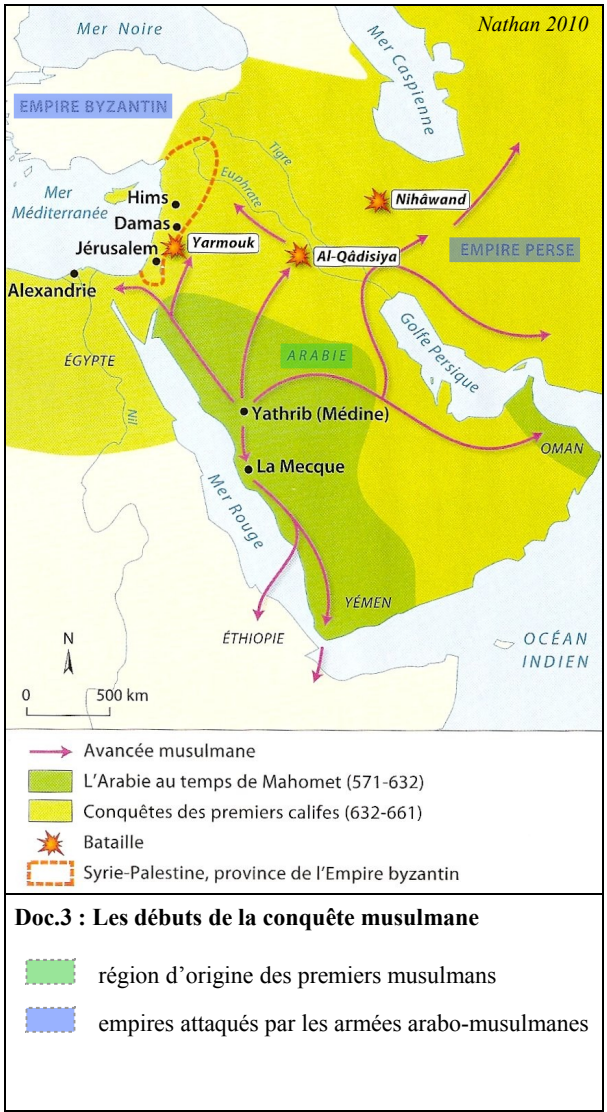 Nathan 2010
Mer Noire
Mer Caspienne
EMPIRE BYZANTIN
Tigre
Euphrate
Mer
Méditerranée
Hims
Damas
Jérusalem
Yarmouk
Nihâwand
Al-Qâdisiya
EMPIRE PERSE
Alexandrie
ÉGYPTE
Nil
ARABIE
Golfe Persique
Yathrib (Médine)
OMAN
La Mecque
Mer Rouge
YÉMEN
ÉTHIOPIE
OCÉAN
INDIEN
N
0 500 km
Avancée musulmane
L'Arabie au temps de Mahomet (571-632)
Conquêtes des premiers califes (632-661)
Bataille
Syrie-Palestine, province de l'Empire byzantin
Doc.3 : Les débuts de la conquête musulmane
région d'origine des premiers musulmans
empires attaqués par les armées arabo-musulmanes